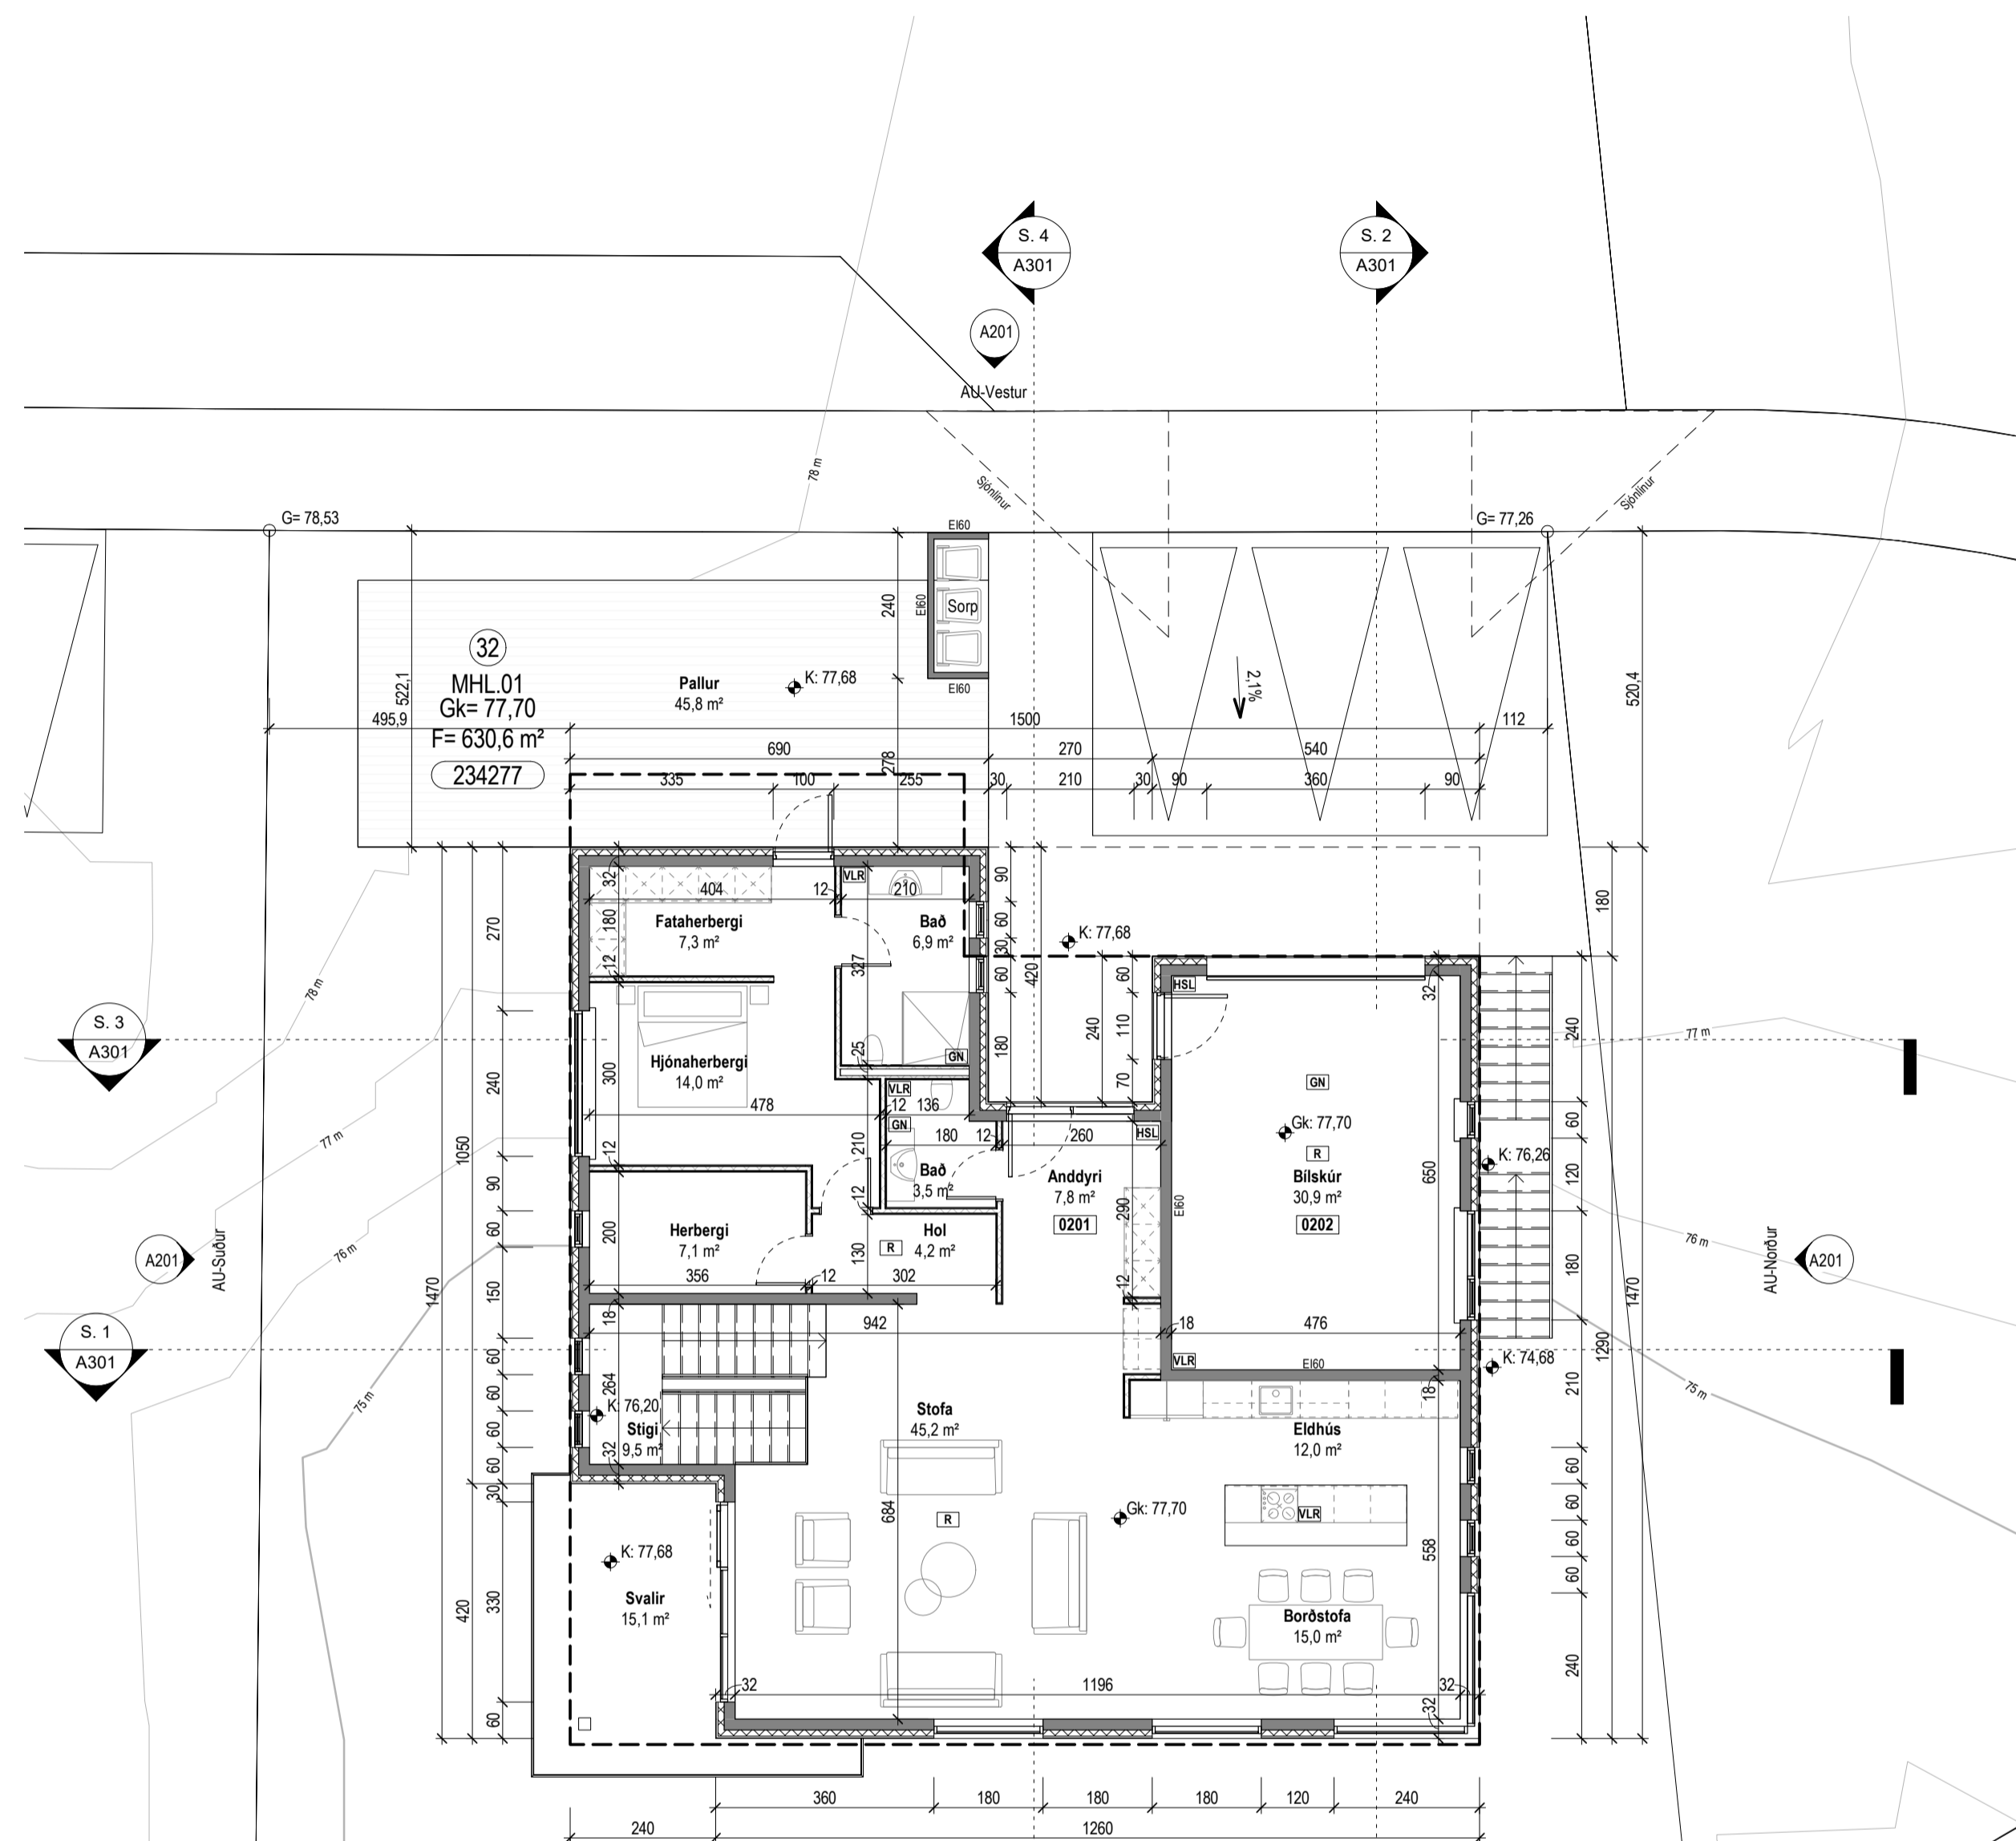 S. 4
A301
S. 2
A301
A201
AU-Vestur
78 m
Sjónlínur
Sjónlínur
G= 78,53
G= 77,26
EI60
EI60
EI60
Sorp
240
278
522,1
520,4
32
MHL.01
Gk= 77,70
F= 630,6 m²
234277
Pallur
45,8 m²
K: 77,68
2,1%
495,9
1500
112
690
270
540
335
100
255
30
210
30
90
360
90
32
404
12
VLR
210
90
180
270
180
Fataherbergi
7,3 m²
Bað
6,9 m²
60
K: 77,68
30
60
420
60
12
327
HSL
32
240
78 m
S. 3
A301
77 m
180
240
110
240
300
Hjónaherbergi
14,0 m²
25
GN
VLR
GN
70
478
12
136
GN
Gk: 77,70
60
77 m
1050
12
210
180
12
260
HSL
R
K: 76,26
120
650
90
Bað
3,5 m²
Anddyri
7,8 m²
Bílskúr
30,9 m²
12
290
EI60
0201
0202
60
200
Herbergi
7,1 m²
Hol
4,2 m²
R
130
76 m
76 m
A201
AU-Suður
AU-Norður
A201
180
356
12
302
12
150
1470
1470
18
942
18
476
1290
S. 1
A301
60
VLR
EI60
K: 74,68
75 m
75 m
264
60
18
210
K: 76,20
Stigi
9,5 m²
60
Stofa
45,2 m²
Eldhús
12,0 m²
32
60
60
30
684
R
Gk: 77,70
VLR
60
60
558
60
K: 77,68
Svalir
15,1 m²
330
420
Borðstofa
15,0 m²
240
32
1196
32
32
60
360
180
180
180
120
240
240
1260